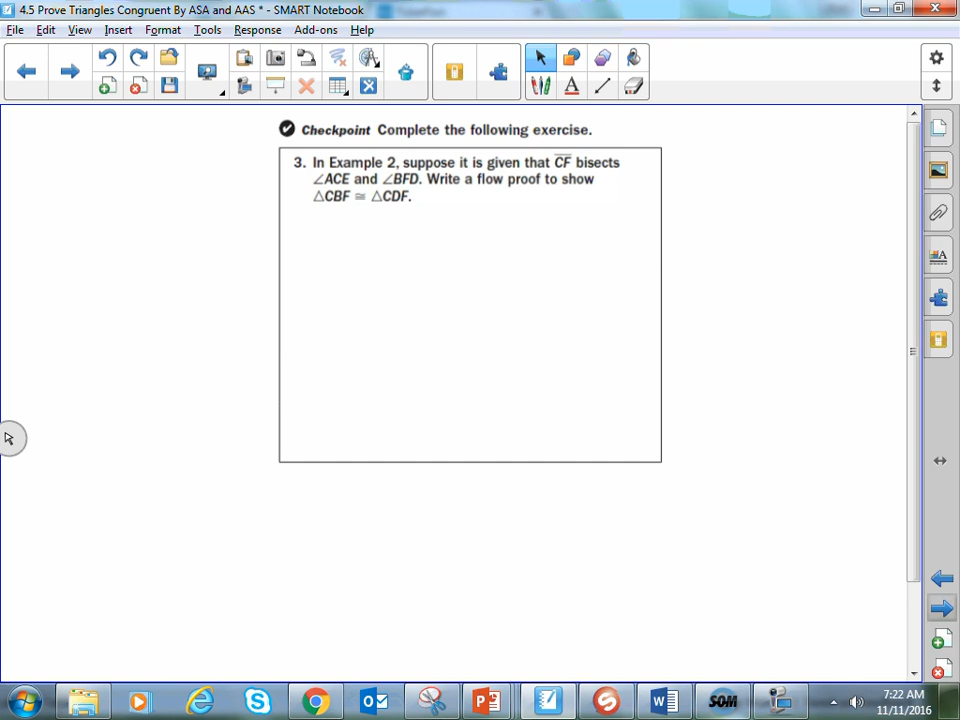 4.5 Prove Triangles Congruent By ASA and AAS * - SMART Notebook
File Edit View Insert Format Tools Response Add-ons Help
Checkpoint Complete the following exercise.
3. In Example 2, suppose it is given that C͞F͞ bisects
∠ACE and ∠BFD. Write a flow proof to show
△CBF ≅ △CDF.
SOM
7:22 AM
11/11/2016